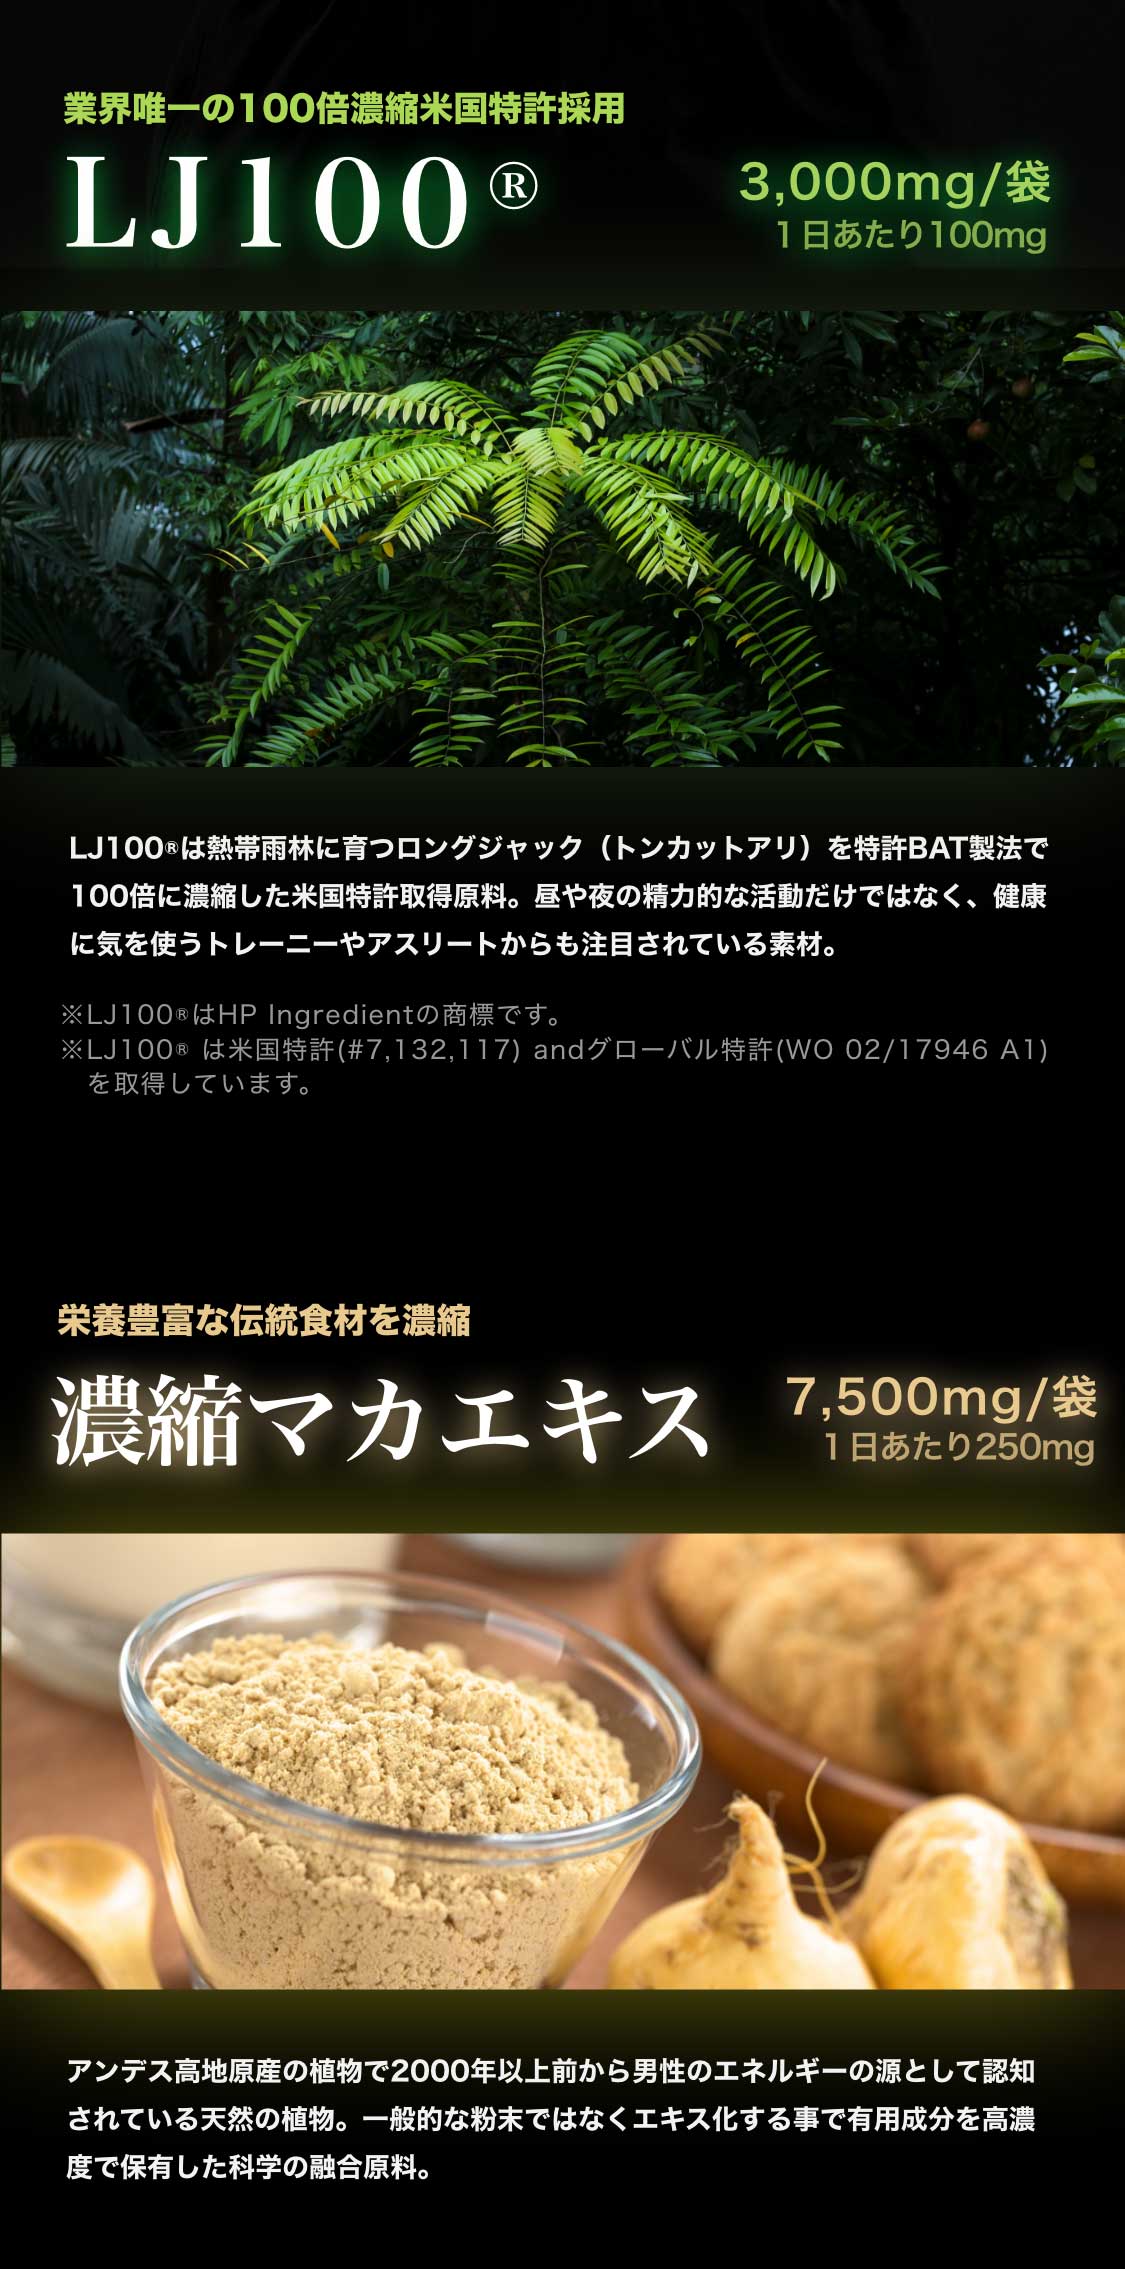 業界唯一の100倍濃縮米国特許採用
LJ100®
3,000mg/袋
1日あたり100mg
LJ100®は熱帯雨林に育つロングジャック（トンカットアリ）を特許BAT製法で
100倍に濃縮した米国特許取得原料。昼や夜の精力的な活動だけではなく、健康
に気を使うトレーニーやアスリートからも注目されている素材。
※LJ100®はHP Ingredientの商標です。
※LJ100® は米国特許(#7,132,117) andグローバル特許(WO 02/17946 A1)
を取得しています。
栄養豊富な伝統食材を濃縮
濃縮マカエキス
7,500mg/袋
1日あたり250mg
アンデス高地原産の植物で2000年以上前から男性のエネルギーの源として認知
されている天然の植物。一般的な粉末ではなくエキス化する事で有用成分を高濃
度で保有した科学の融合原料。